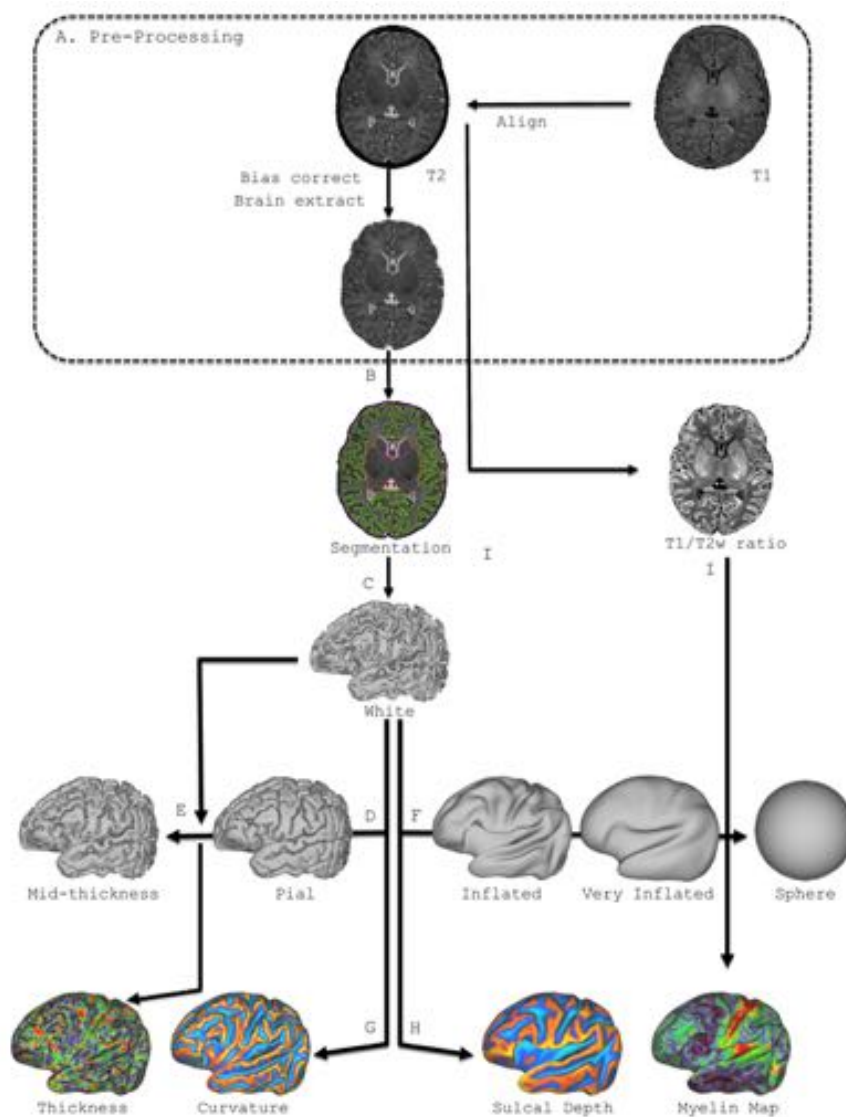 A. Pre-Processing
Align
T2
T1
Bias correct
Brain extract
B
Segmentation
T1/T2w ratio
I
I
C
White
E
D
F
Mid-thickness
Pial
Inflated
Very Inflated
Sphere
G
H
Thickness
Curvature
Sulcal Depth
Myelin Map